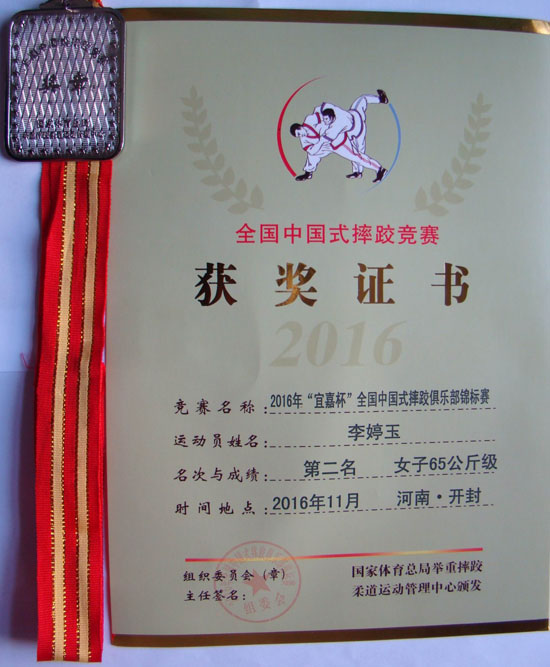 奖牌
全国中国式摔跤竞赛
获奖证书
2016
竞赛名称：2016年“宜嘉杯”全国中国式摔跤俱乐部锦标赛
运动员姓名：李婷玉
名次与成绩：第二名 女子65公斤级
时间地点：2016年11月 河南·开封
组织委员会（章）
主任签名：
组委会
国家体育总局举重摔跤
柔道运动管理中心颁发